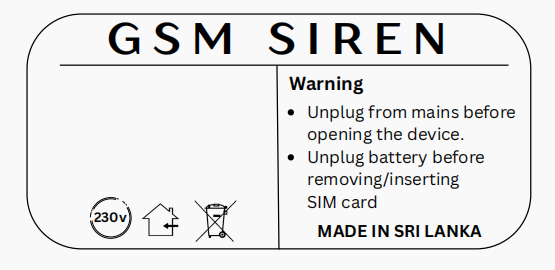 GSM SIREN
Warning
• Unplug from mains before
opening the device.
• Unplug battery before
removing/inserting
SIM card
230v
MADE IN SRI LANKA